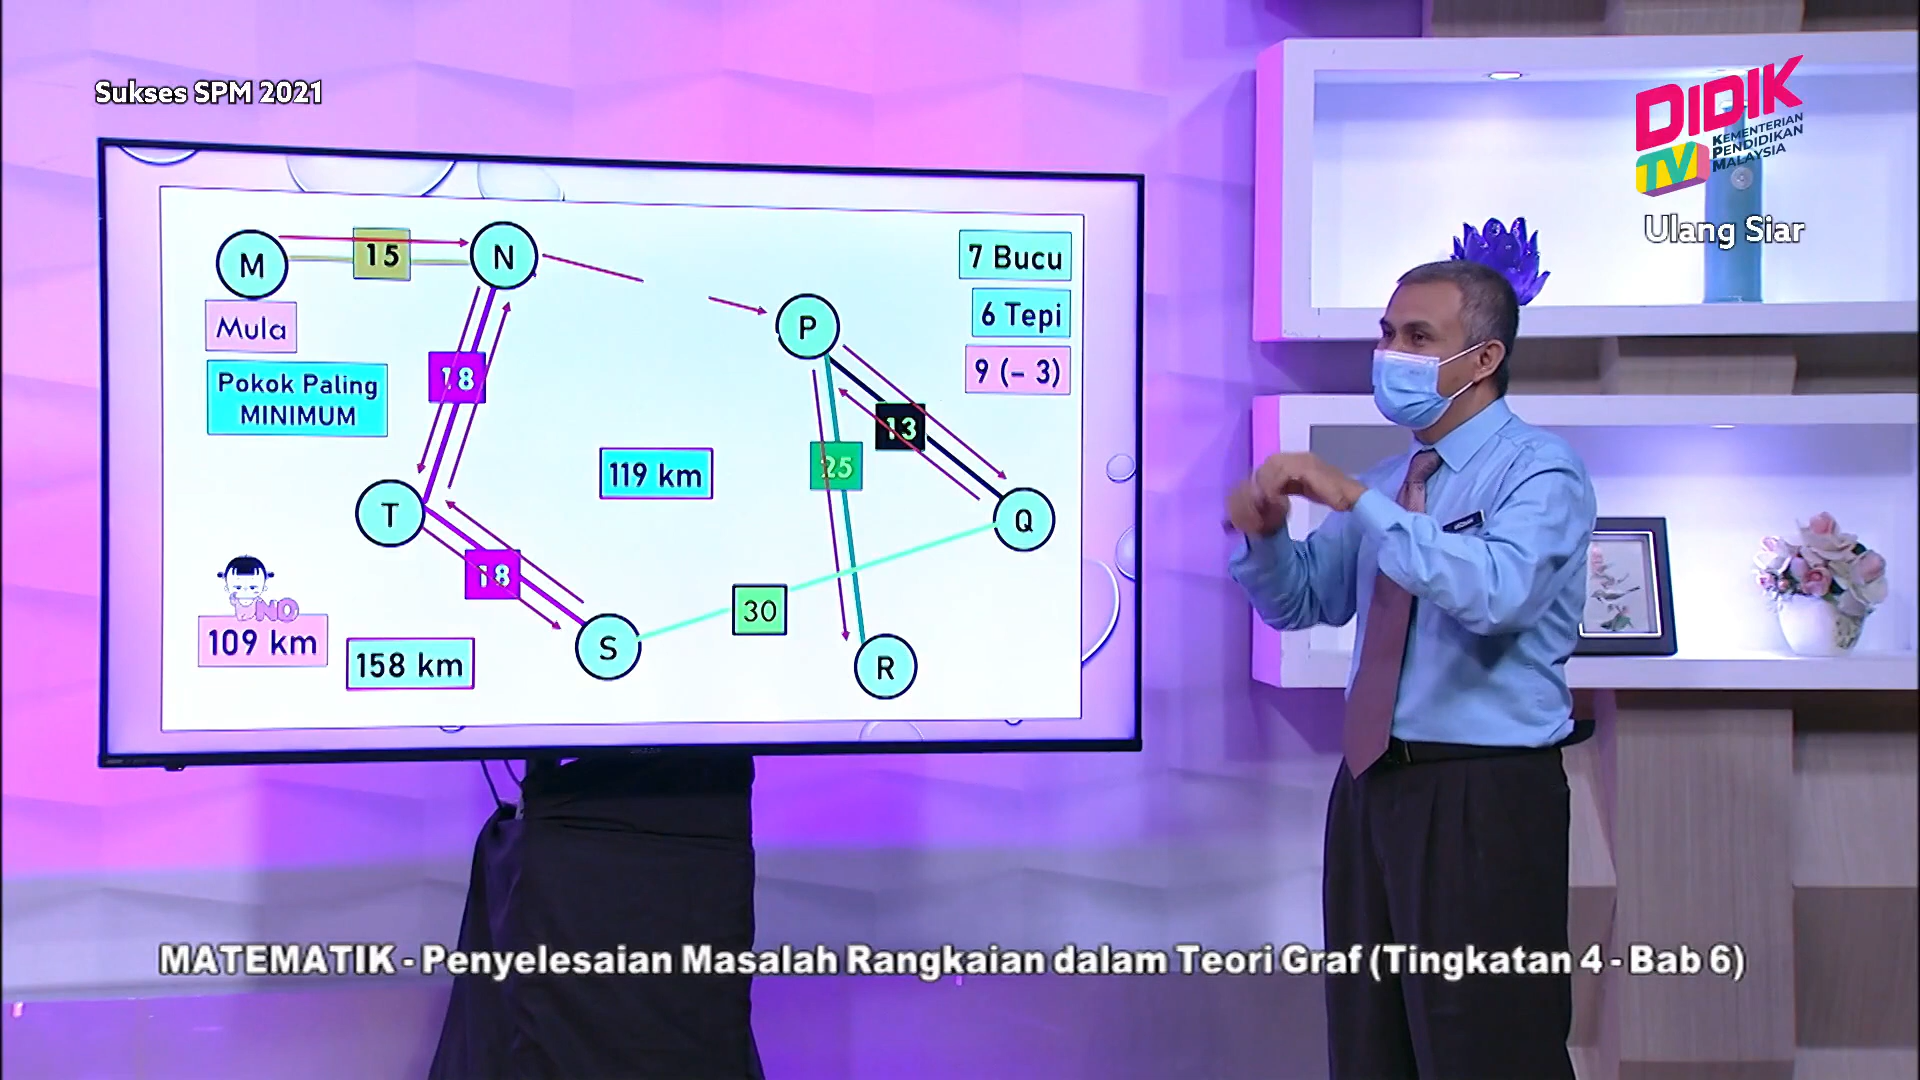 Sukses SPM 2021
DIDIK
TV
KEMENTERIAN
PENDIDIKAN
MALAYSIA
Ulang Siar
M
15
N
7 Bucu
Mula
P
6 Tepi
Pokok Paling
MINIMUM
18
9 (- 3)
13
119 km
25
T
Q
18
30
NO
109 km
158 km
S
R
MATEMATIK - Penyelesaian Masalah Rangkaian dalam Teori Graf (Tingkatan 4 - Bab 6)